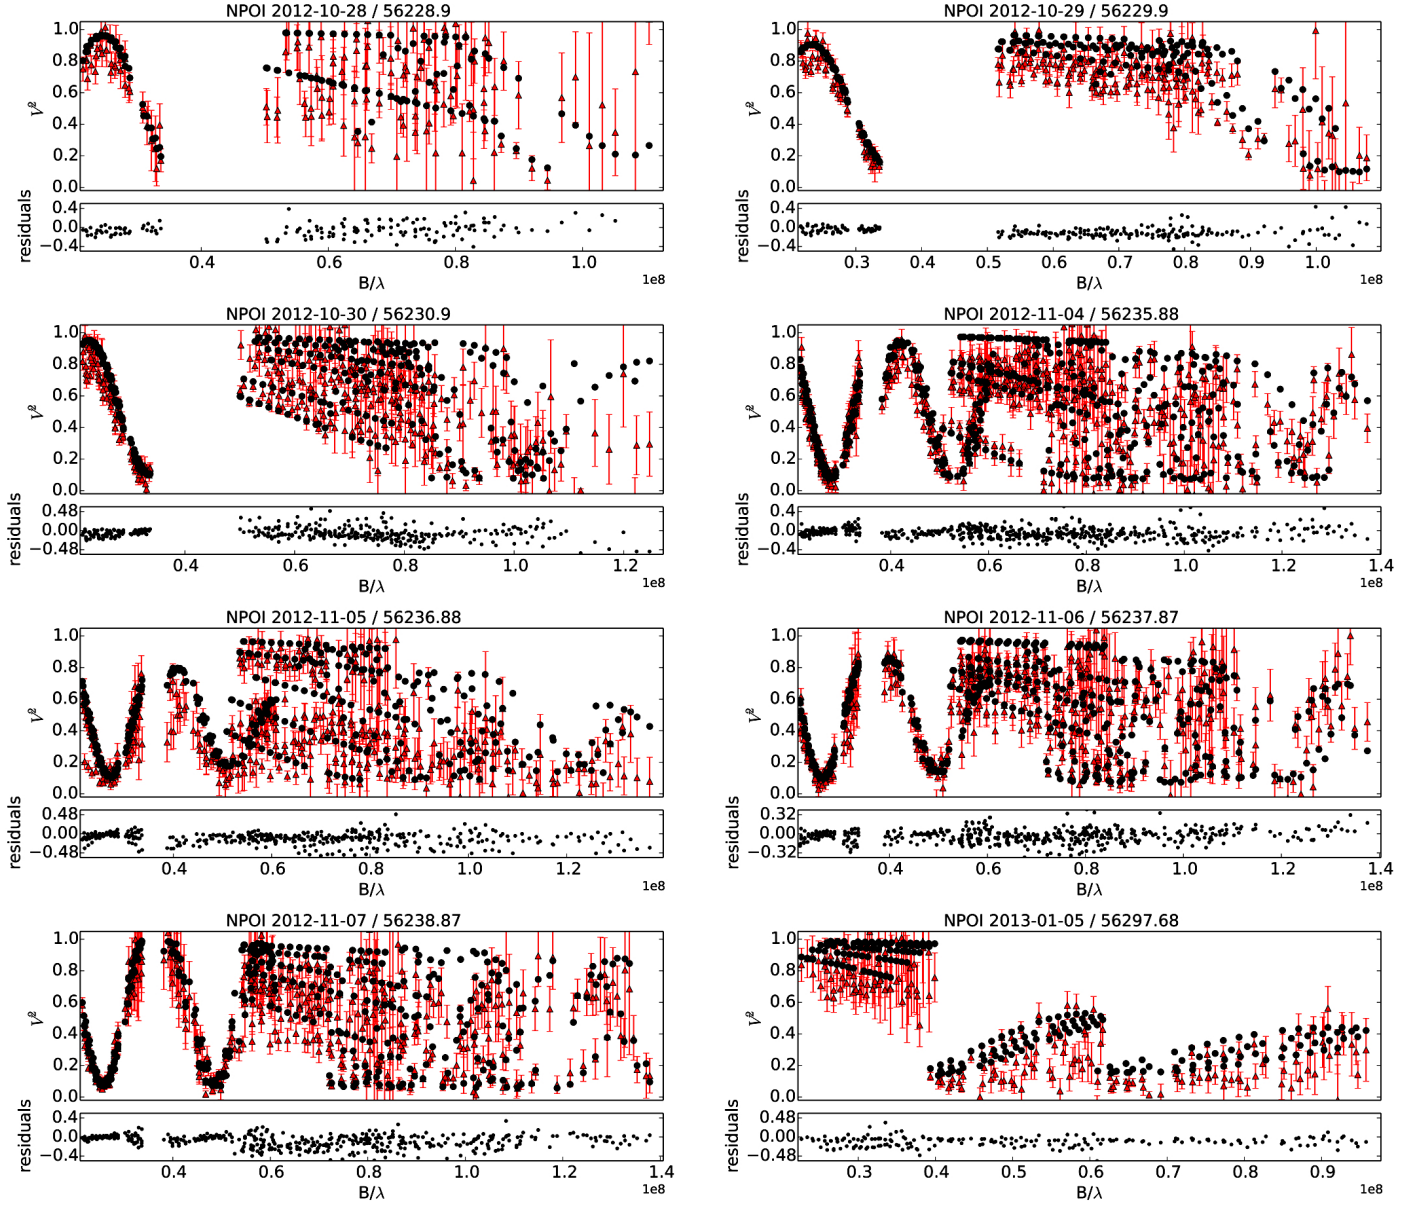 NPOI 2012-10-28 / 56228.9
1.0
0.8
0.6
0.4
0.2
0.0
V²
0.4
0.0
−0.4
residuals
0.4 0.6 0.8 1.0
1e8
B/λ
NPOI 2012-10-29 / 56229.9
1.0
0.8
0.6
0.4
0.2
0.0
V²
0.4
0.0
−0.4
residuals
0.3 0.4 0.5 0.6 0.7 0.8 0.9 1.0
1e8
B/λ
NPOI 2012-10-30 / 56230.9
1.0
0.8
0.6
0.4
0.2
0.0
V²
0.48
0.00
−0.48
residuals
0.4 0.6 0.8 1.0 1.2
1e8
B/λ
NPOI 2012-11-04 / 56235.88
1.0
0.8
0.6
0.4
0.2
0.0
V²
0.4
0.0
−0.4
residuals
0.4 0.6 0.8 1.0 1.2 1.4
1e8
B/λ
NPOI 2012-11-05 / 56236.88
1.0
0.8
0.6
0.4
0.2
0.0
V²
0.48
0.00
−0.48
residuals
0.4 0.6 0.8 1.0 1.2
1e8
B/λ
NPOI 2012-11-06 / 56237.87
1.0
0.8
0.6
0.4
0.2
0.0
V²
0.32
0.00
−0.32
residuals
0.4 0.6 0.8 1.0 1.2 1.4
1e8
B/λ
NPOI 2012-11-07 / 56238.87
1.0
0.8
0.6
0.4
0.2
0.0
V²
0.4
0.0
−0.4
residuals
0.4 0.6 0.8 1.0 1.2 1.4
1e8
B/λ
NPOI 2013-01-05 / 56297.68
1.0
0.8
0.6
0.4
0.2
0.0
V²
0.48
0.00
−0.48
residuals
0.3 0.4 0.5 0.6 0.7 0.8 0.9
1e8
B/λ